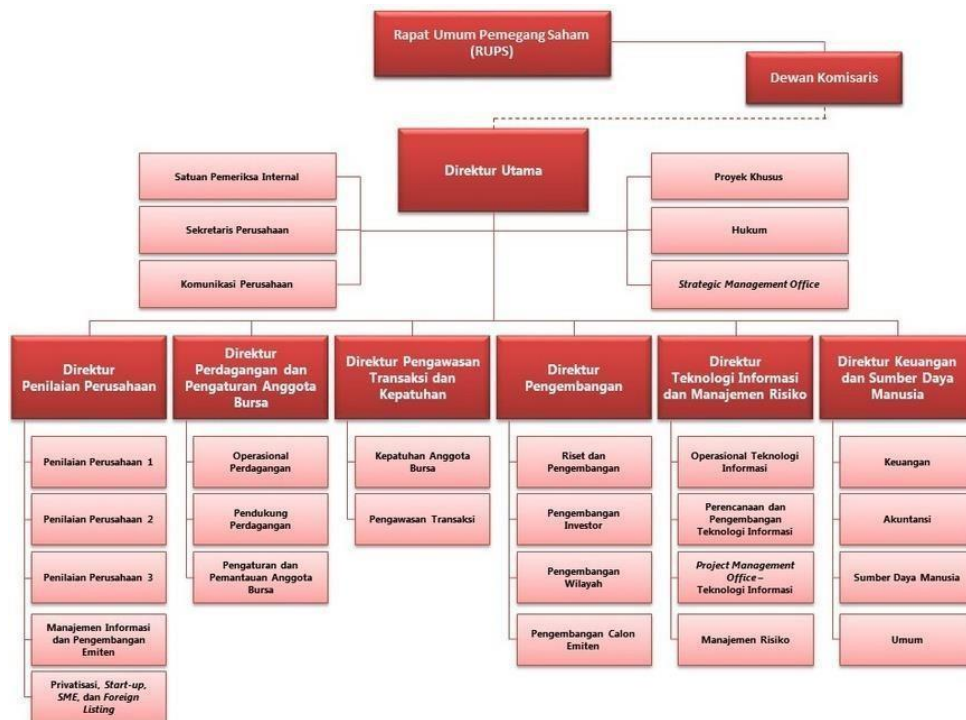 Rapat Umum Pemegang Saham
(RUPS)
Dewan Komisaris
Direktur Utama
Satuan Pemeriksa Internal
Sekretaris Perusahaan
Komunikasi Perusahaan
Proyek Khusus
Hukum
Strategic Management Office
Direktur
Penilaian Perusahaan
Direktur
Perdagangan dan
Pengaturan Anggota
Bursa
Direktur Pengawasan
Transaksi dan
Kepatuhan
Direktur
Pengembangan
Direktur
Teknologi Informasi
dan Manajemen Risiko
Direktur Keuangan
dan Sumber Daya
Manusia
Penilaian Perusahaan 1
Penilaian Perusahaan 2
Penilaian Perusahaan 3
Manajemen Informasi
dan Pengembangan
Emiten
Privatisasi, Start-up,
SME, dan Foreign
Listing
Operasional
Perdagangan
Pendukung
Perdagangan
Pengaturan dan
Pemantauan Anggota
Bursa
Kepatuhan Anggota
Bursa
Pengawasan Transaksi
Riset dan
Pengembangan
Pengembangan
Investor
Pengembangan
Wilayah
Pengembangan Calon
Emiten
Operasional Teknologi
Informasi
Perencanaan dan
Pengembangan
Teknologi Informasi
Project Management
Office –
Teknologi Informasi
Manajemen Risiko
Keuangan
Akuntansi
Sumber Daya Manusia
Umum